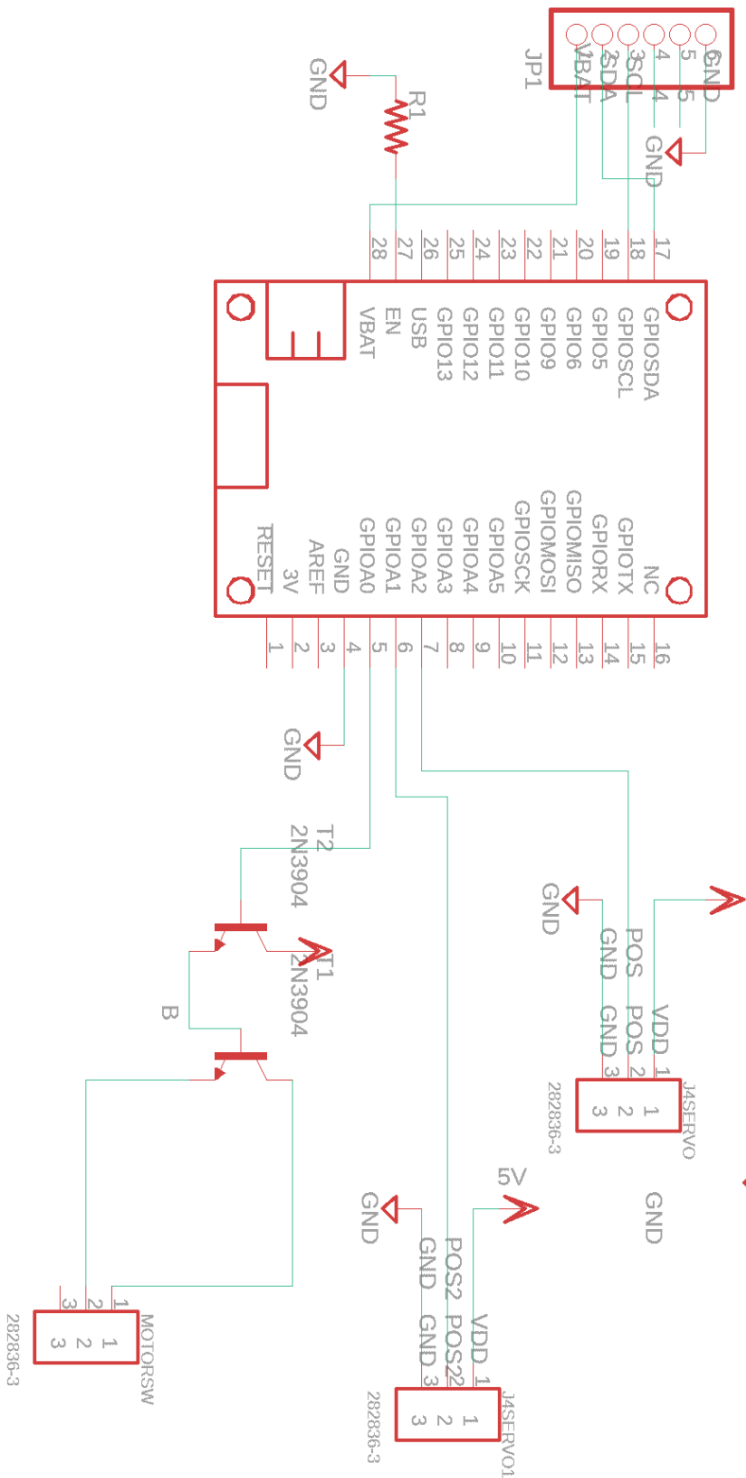 JP1
1
2
3
4
5
6
VBAT
SDA
SCL
4
5
GND
GND
GND
R1
28
27
26
25
24
23
22
21
20
19
18
17
VBAT
EN
USB
GPIO13
GPIO12
GPIO11
GPIO10
GPIO9
GPIO6
GPIO5
GPIOSCL
GPIOSDA
RESET
3V
AREF
GND
GPIOA0
GPIOA1
GPIOA2
GPIOA3
GPIOA4
GPIOA5
GPIOSCK
GPIOMOSI
GPIOMISO
GPIORX
GPIOTX
NC
1
2
3
4
5
6
7
8
9
10
11
12
13
14
15
16
GND
T2
2N3904
T1
2N3904
B
GND
POS
GND
VDD
POS
GND
1
2
3
1
2
3
J4SERVO
282836-3
GND
5V
GND
POS2
GND
VDD
POS2
GND
1
2
3
1
2
3
J4SERVO1
282836-3
1
2
3
1
2
3
MOTORSW
282836-3